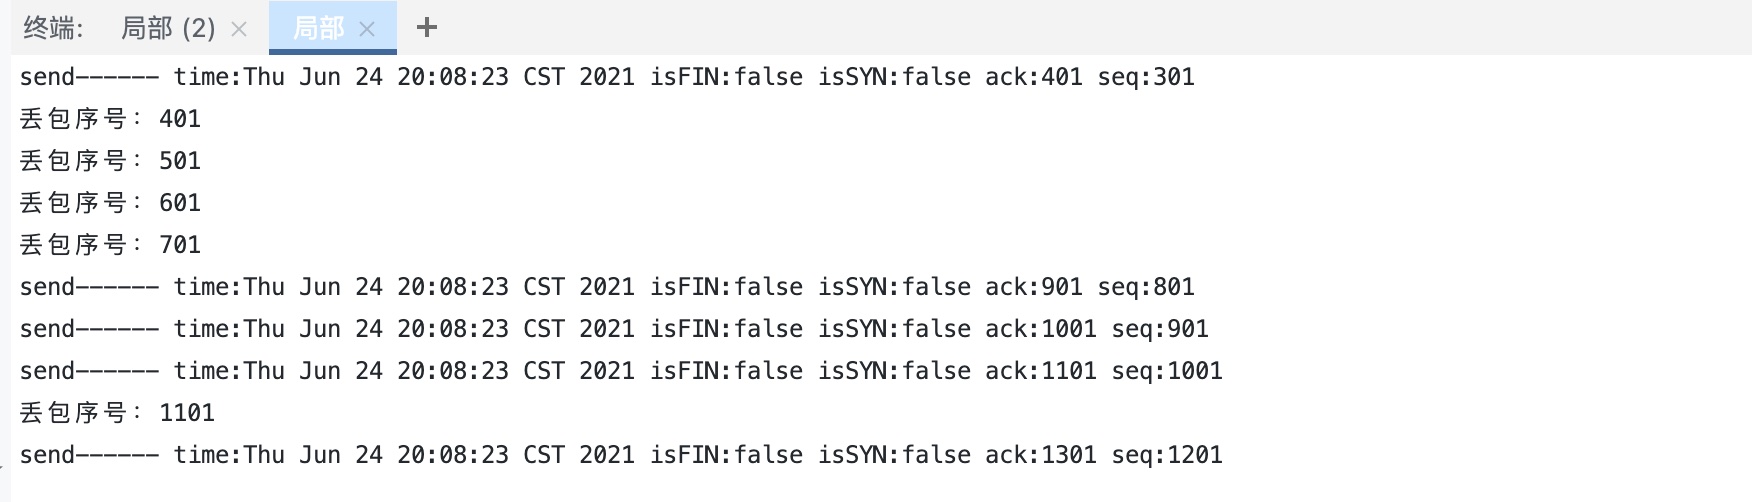 终端: 局部 (2) × 局部 × +
send------ time:Thu Jun 24 20:08:23 CST 2021 isFIN:false isSYN:false ack:401 seq:301
丢包序号：401
丢包序号：501
丢包序号：601
丢包序号：701
send------ time:Thu Jun 24 20:08:23 CST 2021 isFIN:false isSYN:false ack:901 seq:801
send------ time:Thu Jun 24 20:08:23 CST 2021 isFIN:false isSYN:false ack:1001 seq:901
send------ time:Thu Jun 24 20:08:23 CST 2021 isFIN:false isSYN:false ack:1101 seq:1001
丢包序号：1101
send------ time:Thu Jun 24 20:08:23 CST 2021 isFIN:false isSYN:false ack:1301 seq:1201